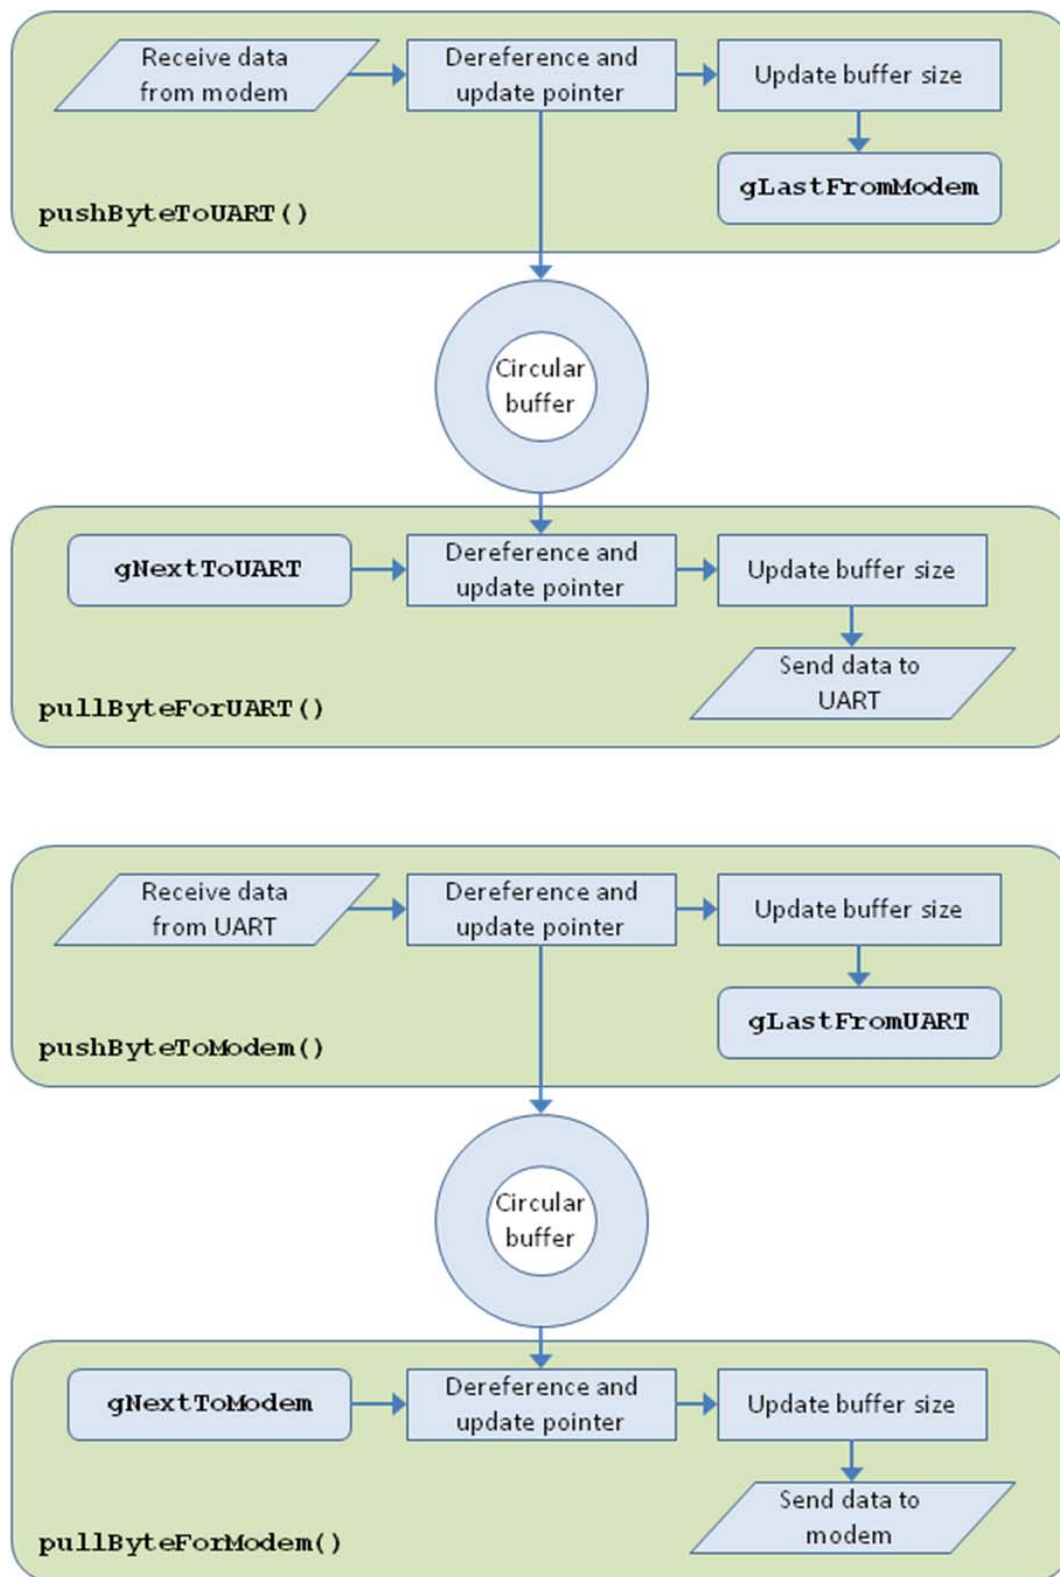 Receive data
from modem
Dereference and
update pointer
Update buffer size
gLastFromModem
pushByteToUART()
Circular
buffer
gNextToUART
Dereference and
update pointer
Update buffer size
Send data to
UART
pullByteForUART()
Receive data
from UART
Dereference and
update pointer
Update buffer size
gLastFromUART
pushByteToModem()
Circular
buffer
gNextToModem
Dereference and
update pointer
Update buffer size
Send data to
modem
pullByteForModem()